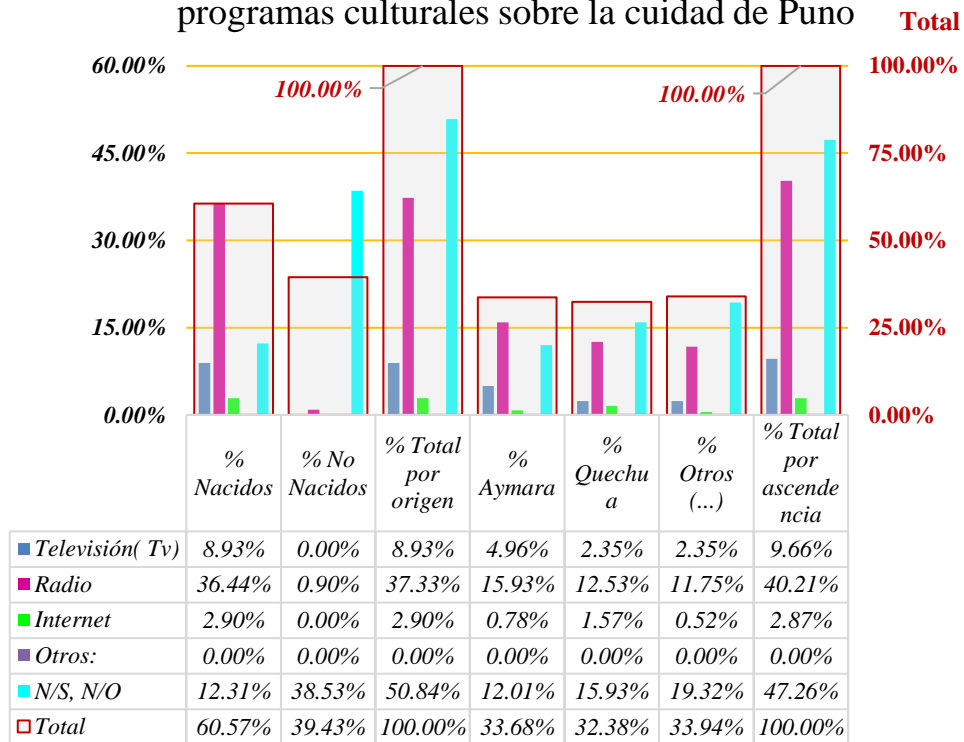 programas culturales sobre la cuidad de Puno
Total
60.00%
100.00%
100.00%
100.00%
45.00%
75.00%
30.00%
50.00%
15.00%
25.00%
0.00%
0.00%
%
Nacidos
% No
Nacidos
% Total
por
origen
%
Aymara
%
Quechu
a
%
Otros
(...)
% Total
por
ascende
ncia
Televisión( Tv) 8.93% 0.00% 8.93% 4.96% 2.35% 2.35% 9.66%
Radio 36.44% 0.90% 37.33% 15.93% 12.53% 11.75% 40.21%
Internet 2.90% 0.00% 2.90% 0.78% 1.57% 0.52% 2.87%
Otros: 0.00% 0.00% 0.00% 0.00% 0.00% 0.00% 0.00%
N/S, N/O 12.31% 38.53% 50.84% 12.01% 15.93% 19.32% 47.26%
Total 60.57% 39.43% 100.00% 33.68% 32.38% 33.94% 100.00%